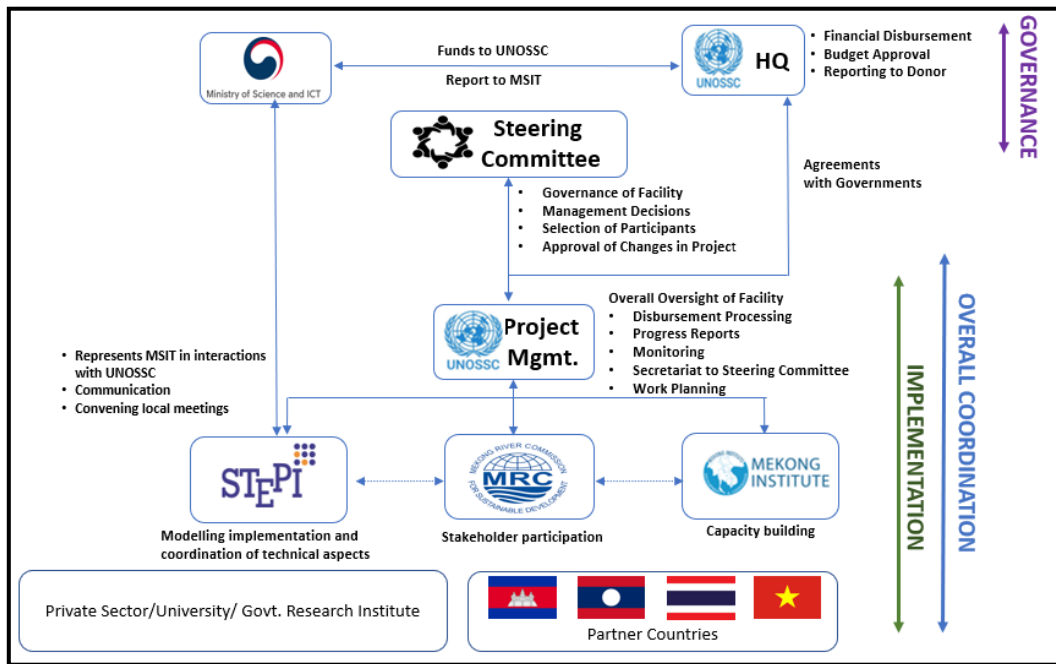 Ministry of Science and ICT
Funds to UNOSSC
Report to MSIT
UNOSSC
HQ
• Financial Disbursement
• Budget Approval
• Reporting to Donor
GOVERNANCE
Steering
Committee
• Governance of Facility
• Management Decisions
• Selection of Participants
• Approval of Changes in Project
Agreements
with Governments
UNOSSC
Project
Mgmt.
Overall Oversight of Facility
• Disbursement Processing
• Progress Reports
• Monitoring
• Secretariat to Steering Committee
• Work Planning
• Represents MSIT in interactions
with UNOSSC
• Communication
• Convening local meetings
IMPLEMENTATION
OVERALL COORDINATION
STEPI
MEKONG RIVER COMMISSION
MRC
FOR SUSTAINABLE DEVELOPMENT
MEKONG
INSTITUTE
Modelling implementation and
coordination of technical aspects
Stakeholder participation
Capacity building
Private Sector/University/ Govt. Research Institute
Partner Countries